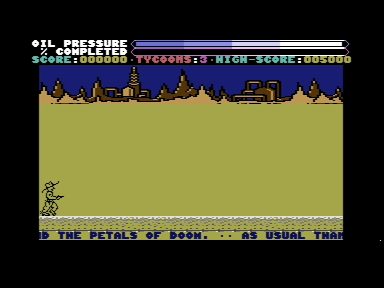 OIL PRESSURE
% COMPLETED
SCORE:000000·TYCOONS:3·HIGH-SCORE:005000
D THE PETALS OF DOOM. -- AS USUAL THAN